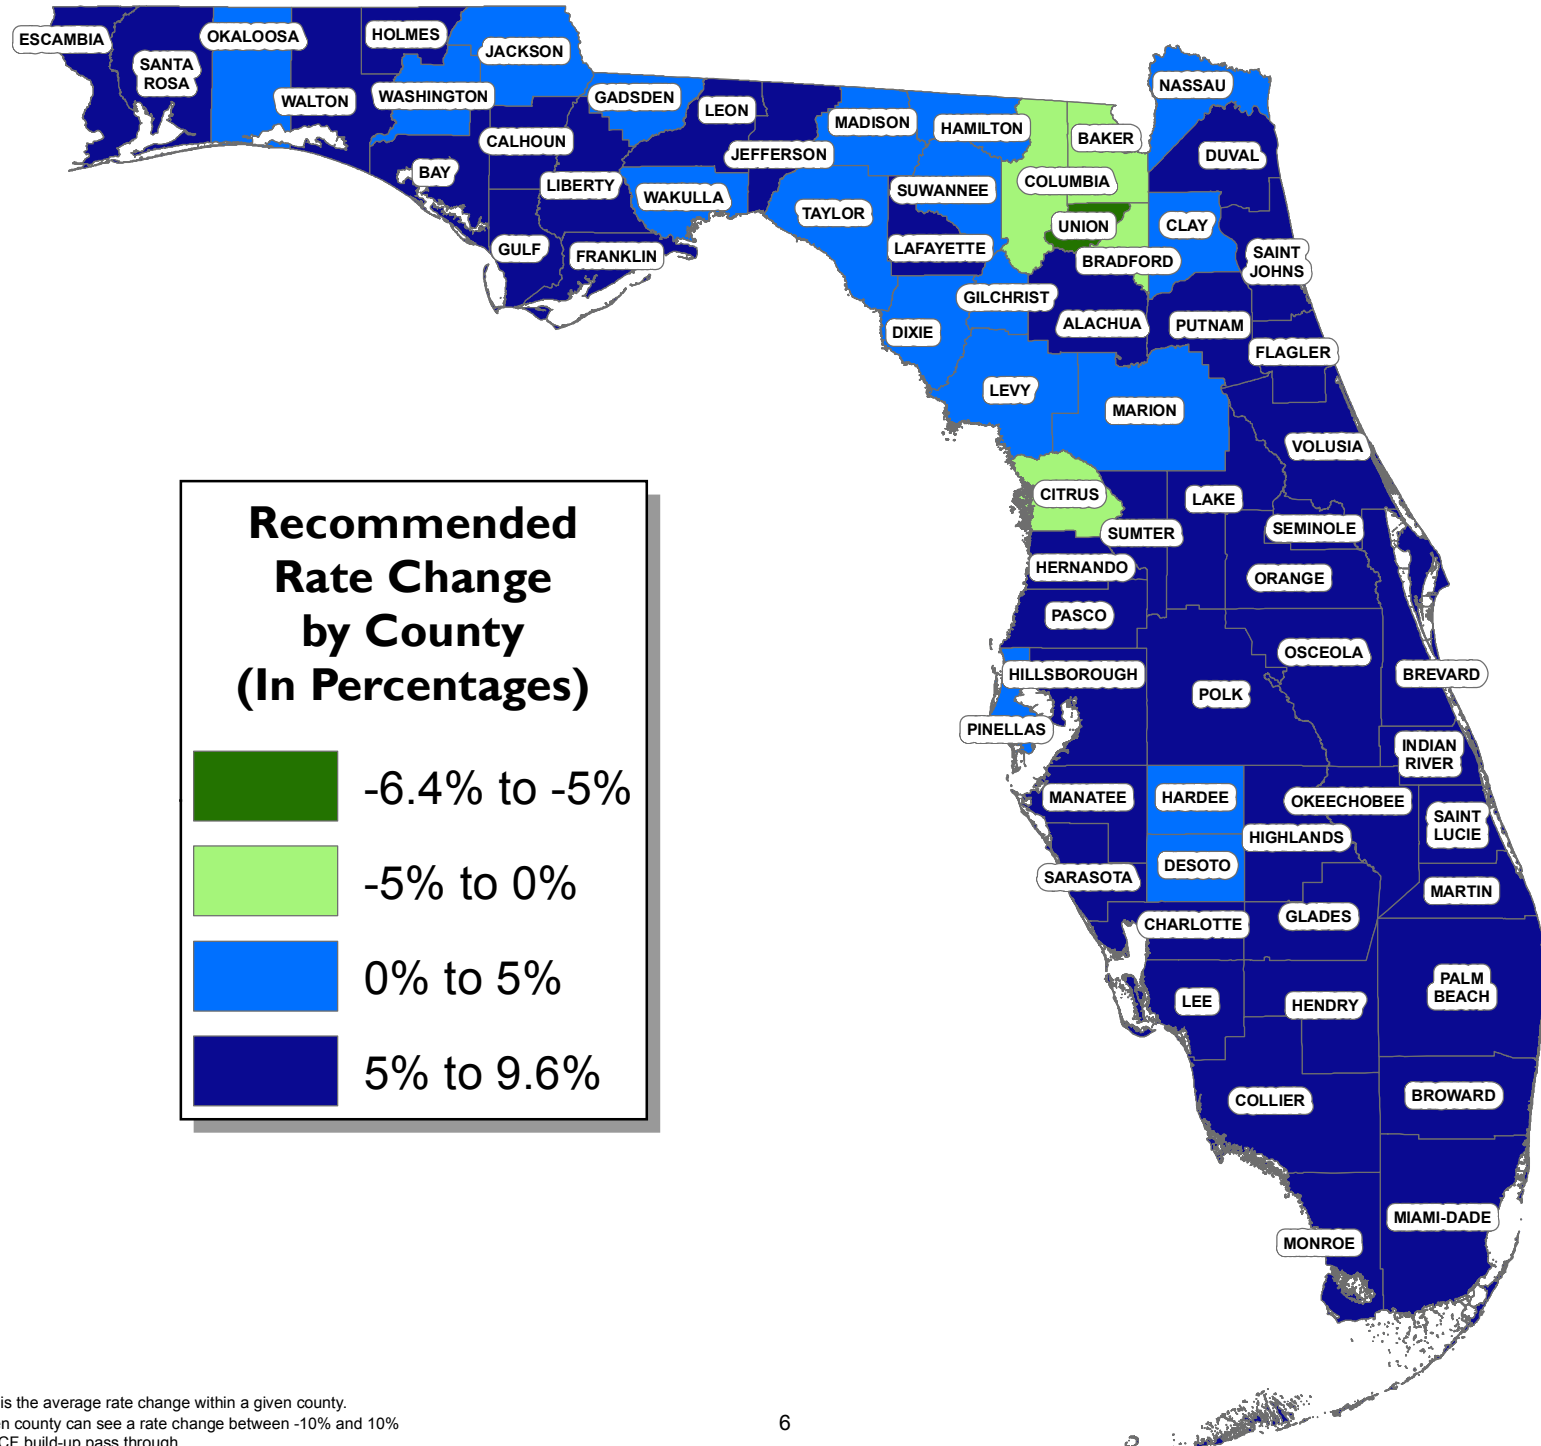 ESCAMBIA
SANTA
ROSA
OKALOOSA
WALTON
HOLMES
JACKSON
WASHINGTON
BAY
CALHOUN
GADSDEN
LIBERTY
GULF
FRANKLIN
LEON
WAKULLA
JEFFERSON
MADISON
TAYLOR
HAMILTON
SUWANNEE
LAFAYETTE
DIXIE
GILCHRIST
COLUMBIA
BAKER
UNION
BRADFORD
NASSAU
DUVAL
CLAY
SAINT
JOHNS
ALACHUA
PUTNAM
FLAGLER
LEVY
MARION
VOLUSIA
CITRUS
SUMTER
LAKE
SEMINOLE
HERNANDO
ORANGE
PASCO
OSCEOLA
HILLSBOROUGH
POLK
BREVARD
PINELLAS
INDIAN
RIVER
MANATEE
HARDEE
OKEECHOBEE
SAINT
LUCIE
HIGHLANDS
SARASOTA
DESOTO
MARTIN
CHARLOTTE
GLADES
LEE
HENDRY
PALM
BEACH
COLLIER
BROWARD
MIAMI-DADE
MONROE
Recommended
Rate Change
by County
(In Percentages)
-6.4% to -5%
-5% to 0%
0% to 5%
5% to 9.6%
is the average rate change within a given county.
county can see a rate change between -10% and 10%
build-up pass through
6